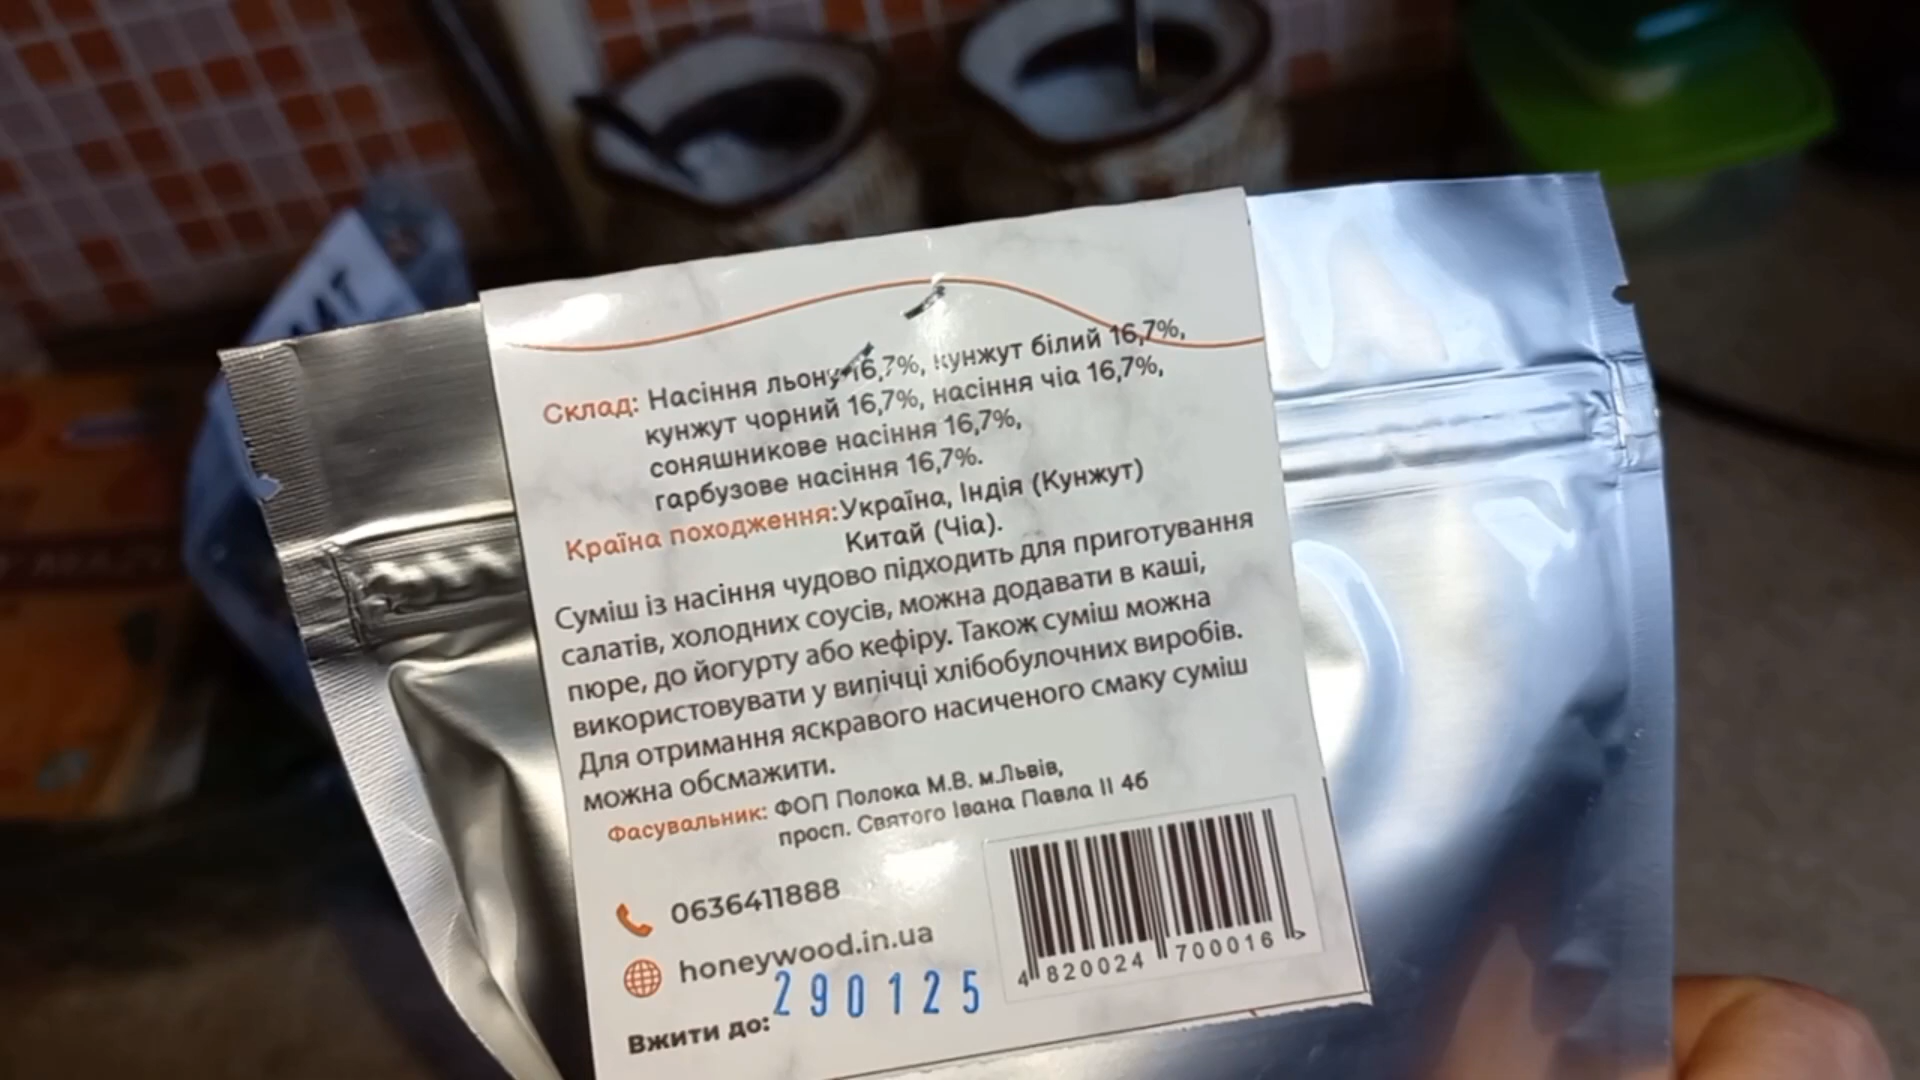 Склад: Насіння льону 16,7%, кунжут білий 16,7%,
кунжут чорний 16,7%, насіння чіа 16,7%,
соняшникове насіння 16,7%,
гарбузове насіння 16,7%.
Країна походження:Україна, Індія (Кунжут)
Китай (Чіа).
Суміш із насіння чудово підходить для приготування
салатів, холодних соусів, можна додавати в каші,
пюре, до йогурту або кефіру. Також суміш можна
використовувати у випічці хлібобулочних виробів.
Для отримання яскравого насиченого смаку суміш
можна обсмажити.
Фасувальник: ФОП Полока М.В. м.Львів,
просп. Святого Івана Павла ІІ 4б
0636411888
honeywood.in.ua
4 820024 700016 >
Вжити до: 290125